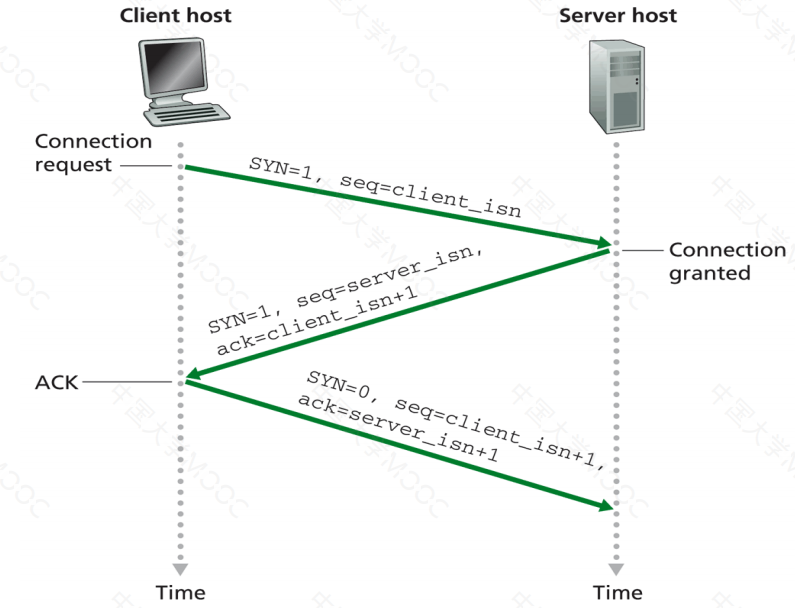 Client host
Server host
Connection
request
SYN=1, seq=client_isn
Connection
granted
SYN=1, seq=server_isn,
ack=client_isn+1
ACK
SYN=0, seq=client_isn+1,
ack=server_isn+1
Time
Time
中国大学MOOC